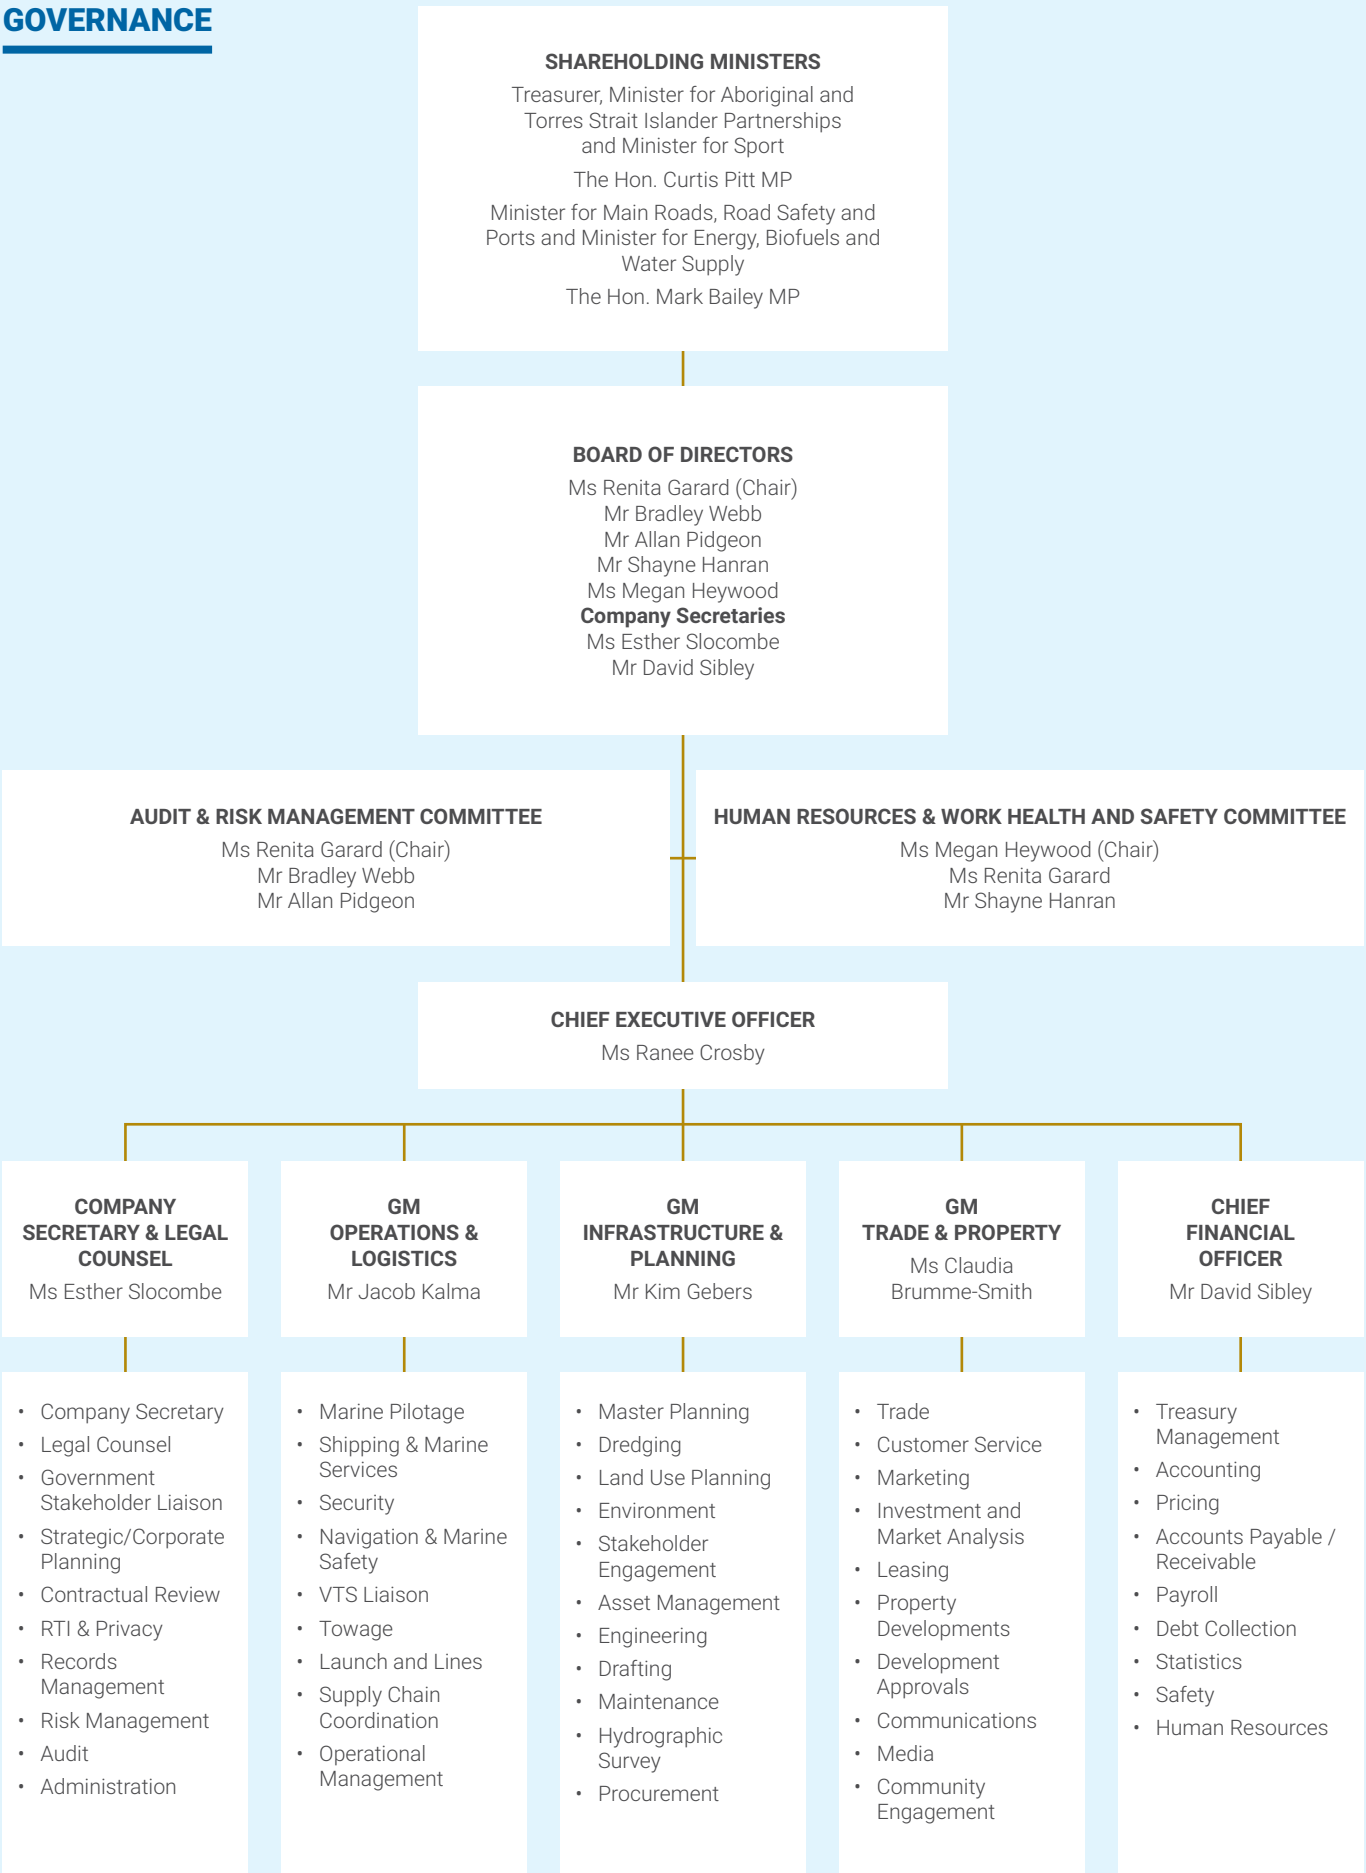 GOVERNANCE
SHAREHOLDING MINISTERS
Treasurer, Minister for Aboriginal and
Torres Strait Islander Partnerships
and Minister for Sport
The Hon. Curtis Pitt MP
Minister for Main Roads, Road Safety and
Ports and Minister for Energy, Biofuels and
Water Supply
The Hon. Mark Bailey MP
BOARD OF DIRECTORS
Ms Renita Garard (Chair)
Mr Bradley Webb
Mr Allan Pidgeon
Mr Shayne Hanran
Ms Megan Heywood
Company Secretaries
Ms Esther Slocombe
Mr David Sibley
AUDIT & RISK MANAGEMENT COMMITTEE
Ms Renita Garard (Chair)
Mr Bradley Webb
Mr Allan Pidgeon
HUMAN RESOURCES & WORK HEALTH AND SAFETY COMMITTEE
Ms Megan Heywood (Chair)
Ms Renita Garard
Mr Shayne Hanran
CHIEF EXECUTIVE OFFICER
Ms Ranee Crosby
COMPANY
SECRETARY & LEGAL
COUNSEL
Ms Esther Slocombe
GM
OPERATIONS &
LOGISTICS
Mr Jacob Kalma
GM
INFRASTRUCTURE &
PLANNING
Mr Kim Gebers
GM
TRADE & PROPERTY
Ms Claudia
Brumme-Smith
CHIEF
FINANCIAL
OFFICER
Mr David Sibley
• Company Secretary
• Legal Counsel
• Government
Stakeholder Liaison
• Strategic/Corporate
Planning
• Contractual Review
• RTI & Privacy
• Records
Management
• Risk Management
• Audit
• Administration
• Marine Pilotage
• Shipping & Marine
Services
• Security
• Navigation & Marine
Safety
• VTS Liaison
• Towage
• Launch and Lines
• Supply Chain
Coordination
• Operational
Management
• Master Planning
• Dredging
• Land Use Planning
• Environment
• Stakeholder
Engagement
• Asset Management
• Engineering
• Drafting
• Maintenance
• Hydrographic
Survey
• Procurement
• Trade
• Customer Service
• Marketing
• Investment and
Market Analysis
• Leasing
• Property
Developments
• Development
Approvals
• Communications
• Media
• Community
Engagement
• Treasury
Management
• Accounting
• Pricing
• Accounts Payable /
Receivable
• Payroll
• Debt Collection
• Statistics
• Safety
• Human Resources